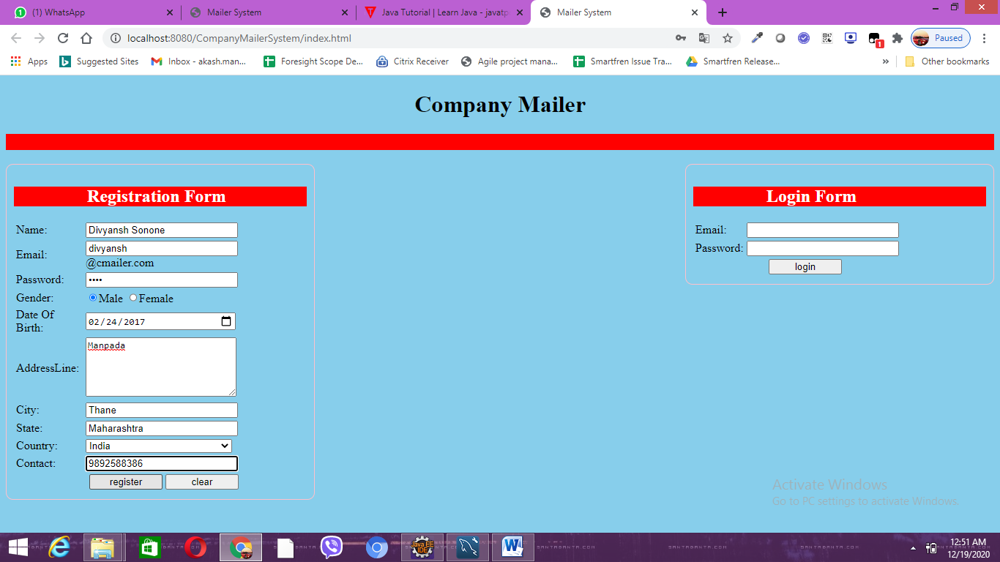 (1) WhatsApp
Mailer System
Java Tutorial | Learn Java - javatp
Mailer System
localhost:8080/CompanyMailerSystem/index.html
Paused
Apps
Suggested Sites
Inbox - akash.man...
Foresight Scope De...
Citrix Receiver
Agile project mana...
Smartfren Issue Tra...
Smartfren Release...
»
Other bookmarks
Company Mailer
Registration Form
Name: Divyansh Sonone
Email: divyansh
@cmailer.com
Password: ••••
Gender: Male Female
Date Of
Birth: 02/24/2017
AddressLine: Manpada
City: Thane
State: Maharashtra
Country: India
Contact: 9892588386
register clear
Login Form
Email:
Password:
login
Activate Windows
Go to PC settings to activate Windows.
1
Java EE
IDE
12:51 AM
12/19/2020